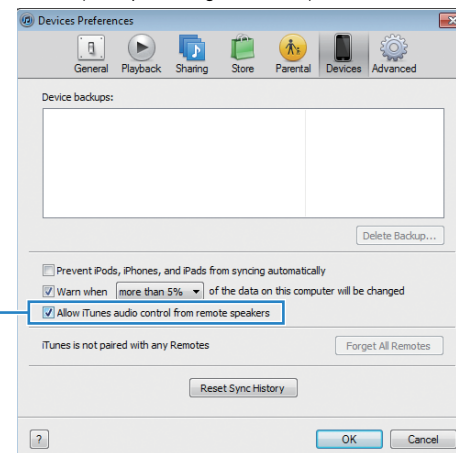 Devices Preferences
General Playback Sharing Store Parental Devices Advanced
Device backups:
Delete Backup...
Prevent iPods, iPhones, and iPads from syncing automatically
Warn when more than 5% of the data on this computer will be changed
Allow iTunes audio control from remote speakers
iTunes is not paired with any Remotes Forget All Remotes
Reset Sync History
? OK Cancel